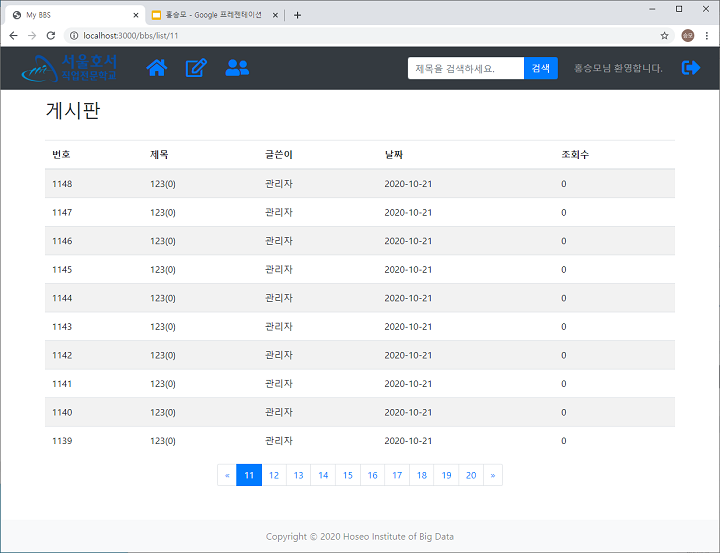 My BBS
홍승모 - Google 프레젠테이션
localhost:3000/bbs/list/11
승모
서울호서
직업전문학교
제목을 검색하세요. 검색 홍승모님 환영합니다.
게시판
번호 제목 글쓴이 날짜 조회수
1148 123(0) 관리자 2020-10-21 0
1147 123(0) 관리자 2020-10-21 0
1146 123(0) 관리자 2020-10-21 0
1145 123(0) 관리자 2020-10-21 0
1144 123(0) 관리자 2020-10-21 0
1143 123(0) 관리자 2020-10-21 0
1142 123(0) 관리자 2020-10-21 0
1141 123(0) 관리자 2020-10-21 0
1140 123(0) 관리자 2020-10-21 0
1139 123(0) 관리자 2020-10-21 0
« 11 12 13 14 15 16 17 18 19 20 »
Copyright © 2020 Hoseo Institute of Big Data